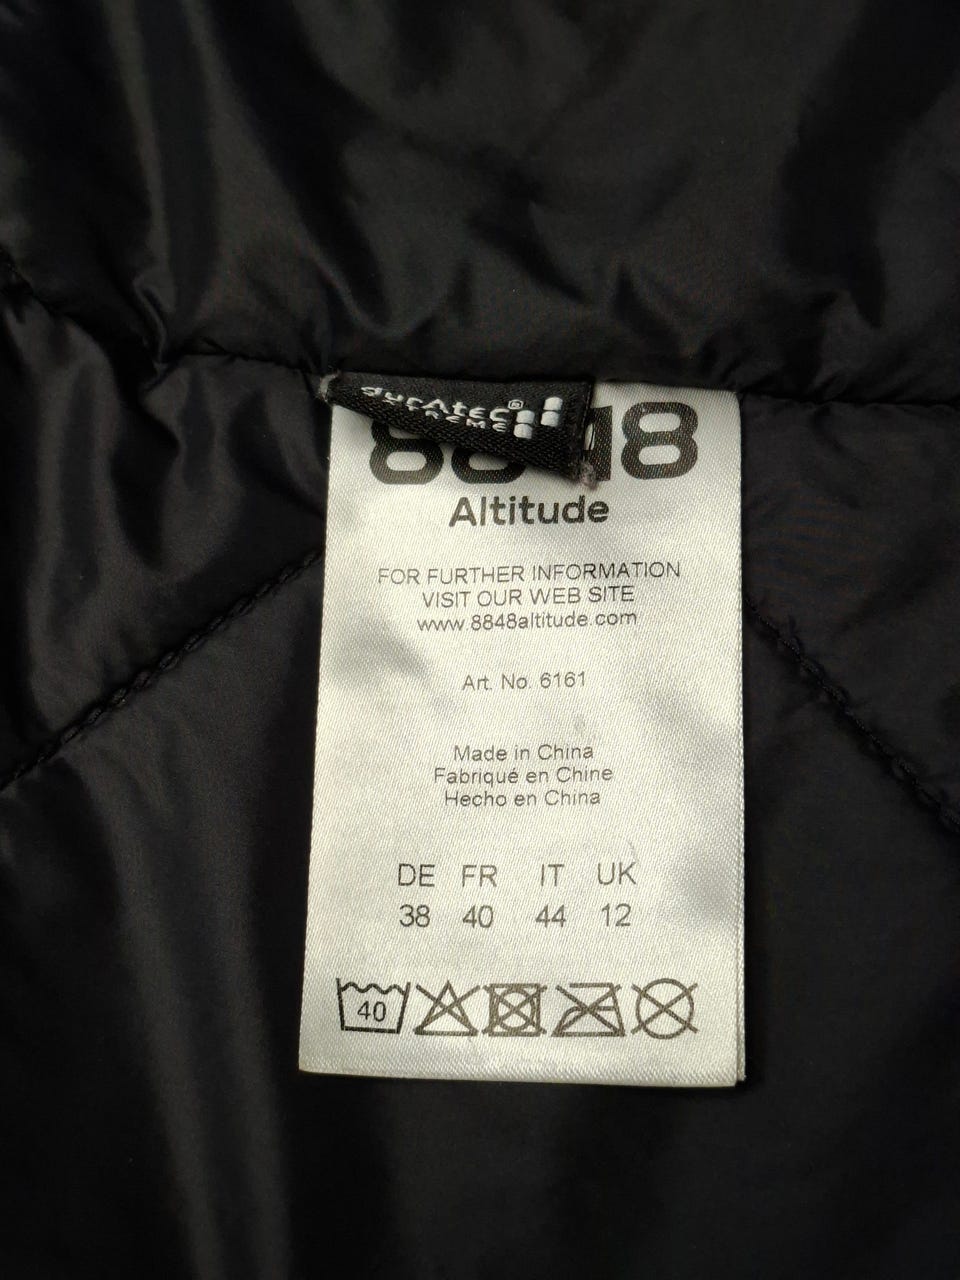 durAtec®
XTREME
8848
Altitude
FOR FURTHER INFORMATION
VISIT OUR WEB SITE
www.8848altitude.com
Art. No. 6161
Made in China
Fabriqué en Chine
Hecho en China
DE FR IT UK
38 40 44 12
40